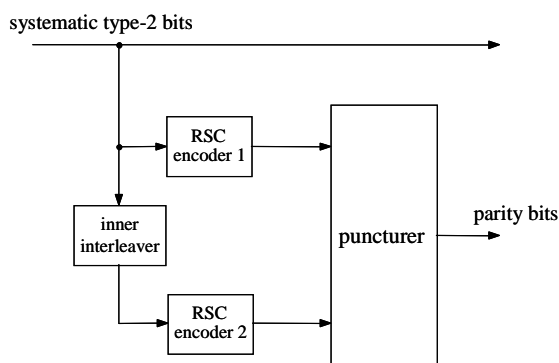 systematic type-2 bits
RSC
encoder 1
inner
interleaver
puncturer
parity bits
RSC
encoder 2